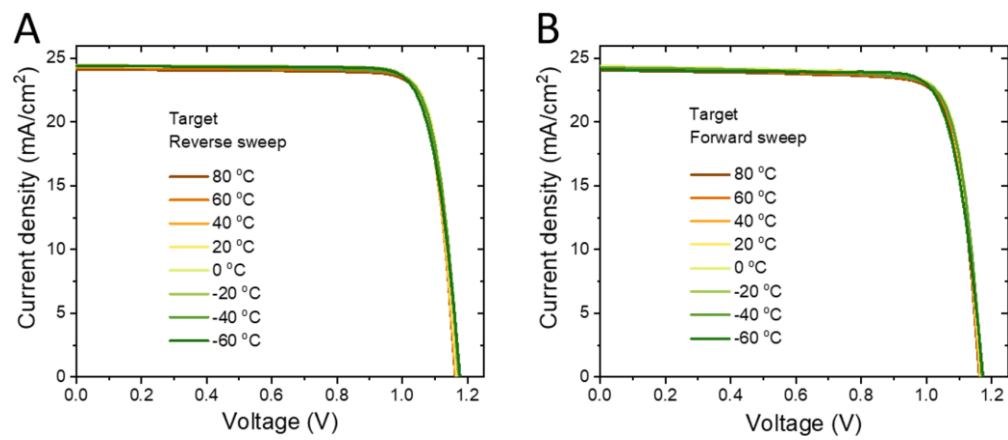 A
Current density (mA/cm²)
25
20
15
10
5
0
Target
Reverse sweep
80 °C
60 °C
40 °C
20 °C
0 °C
-20 °C
-40 °C
-60 °C
0.0 0.2 0.4 0.6 0.8 1.0 1.2
Voltage (V)
B
Current density (mA/cm²)
25
20
15
10
5
0
Target
Forward sweep
80 °C
60 °C
40 °C
20 °C
0 °C
-20 °C
-40 °C
-60 °C
0.0 0.2 0.4 0.6 0.8 1.0 1.2
Voltage (V)